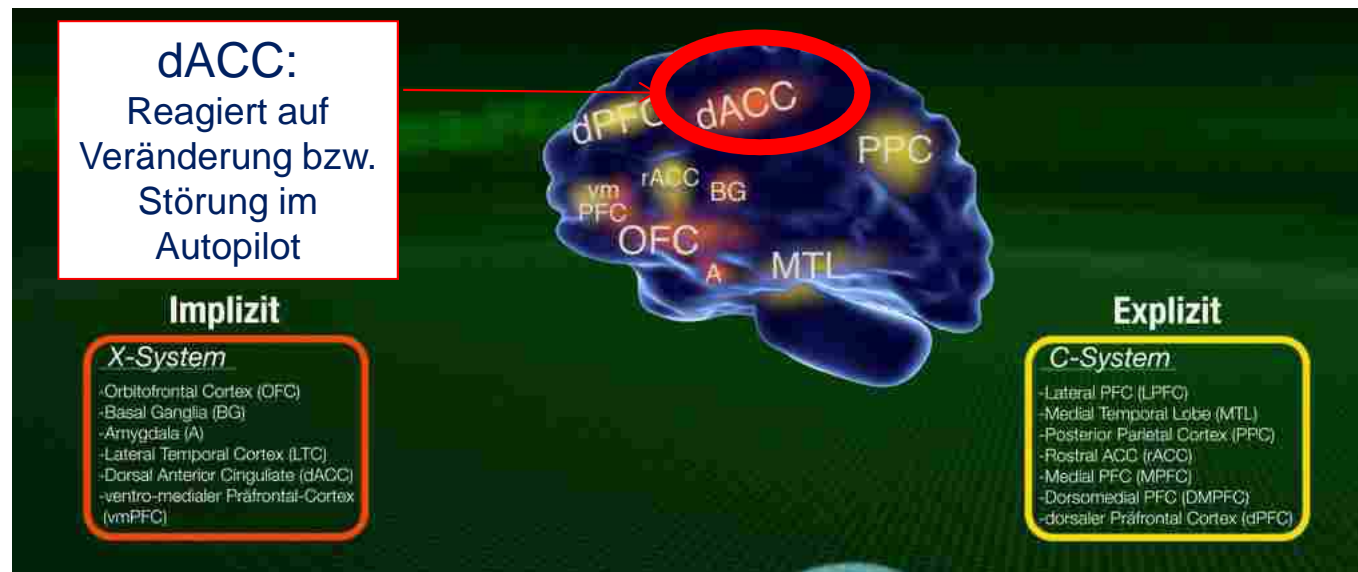 dACC:
Reagiert auf
Veränderung bzw.
Störung im
Autopilot
dPFC
dACC
PPC
vm
PFC
rACC
BG
OFC
A
MTL
Implizit
X-System
-Orbitofrontal Cortex (OFC)
-Basal Ganglia (BG)
-Amygdala (A)
-Lateral Temporal Cortex (LTC)
-Dorsal Anterior Cinguliate (dACC)
-ventro-medialer Präfrontal-Cortex
(vmPFC)
Explizit
C-System
-Lateral PFC (LPFC)
-Medial Temporal Lobe (MTL)
-Posterior Parietal Cortex (PPC)
-Rostral ACC (rACC)
-Medial PFC (MPFC)
-Dorsomedial PFC (DMPFC)
-dorsaler Präfrontal Cortex (dPFC)